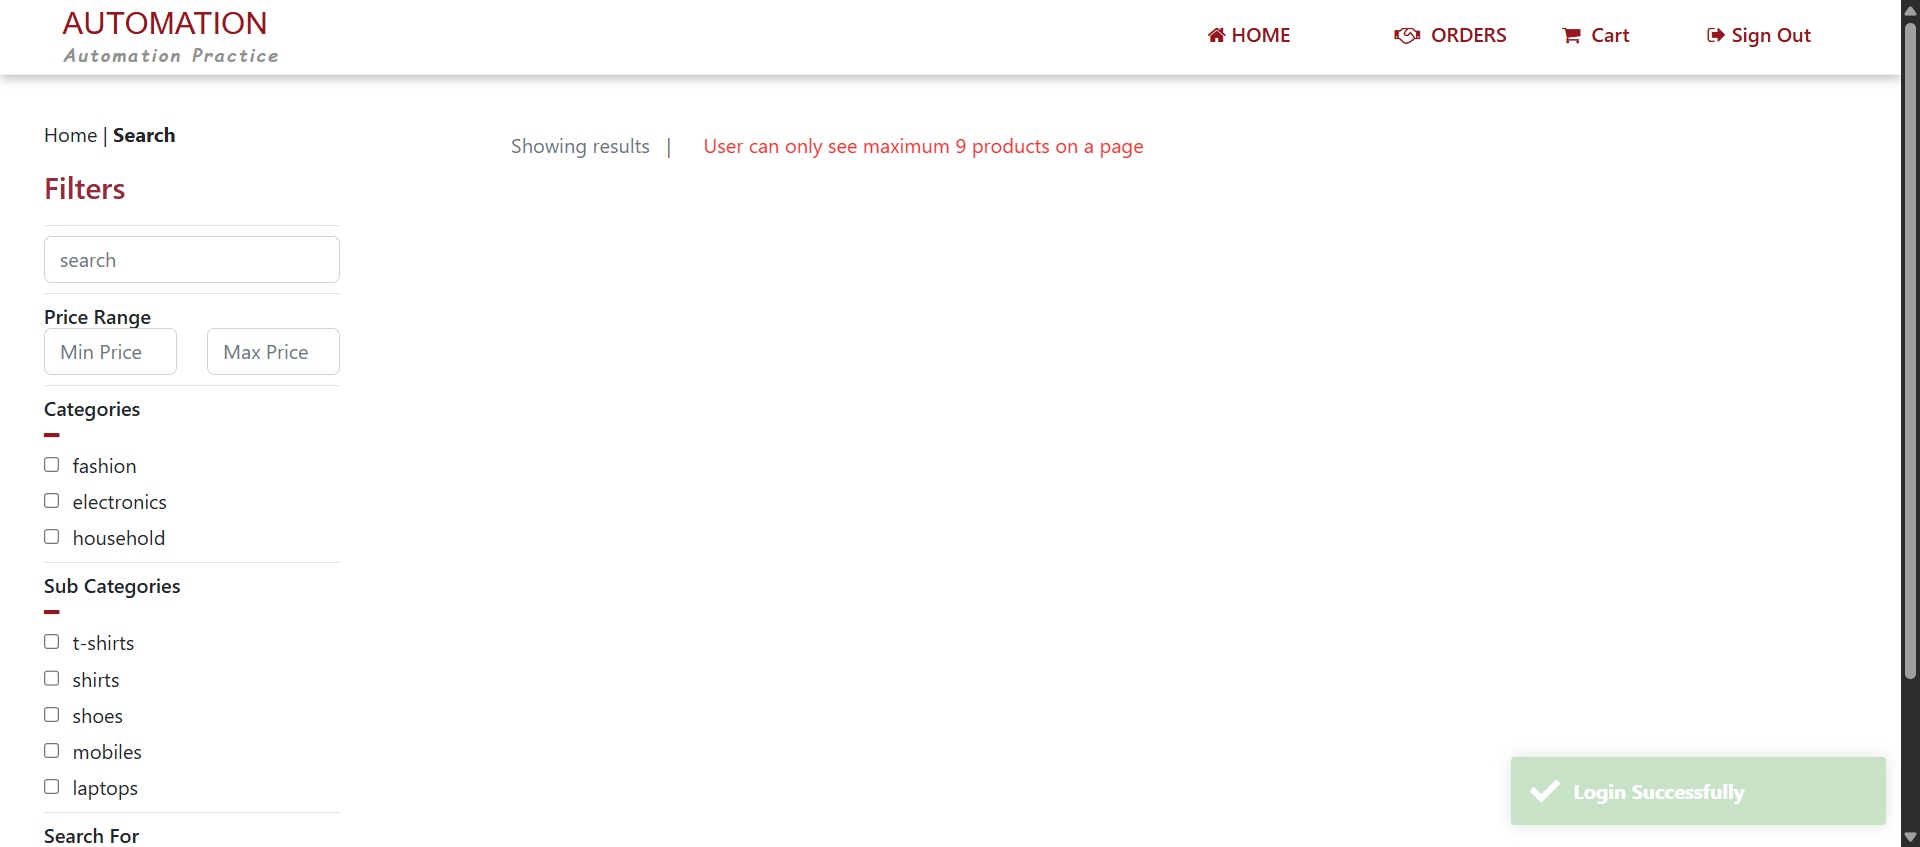 AUTOMATION
Automation Practice
HOME
ORDERS
Cart
Sign Out
Home | Search
Showing results | User can only see maximum 9 products on a page
Filters
search
Price Range
Min Price
Max Price
Categories
fashion
electronics
household
Sub Categories
t-shirts
shirts
shoes
mobiles
laptops
Search For
Login Successfully